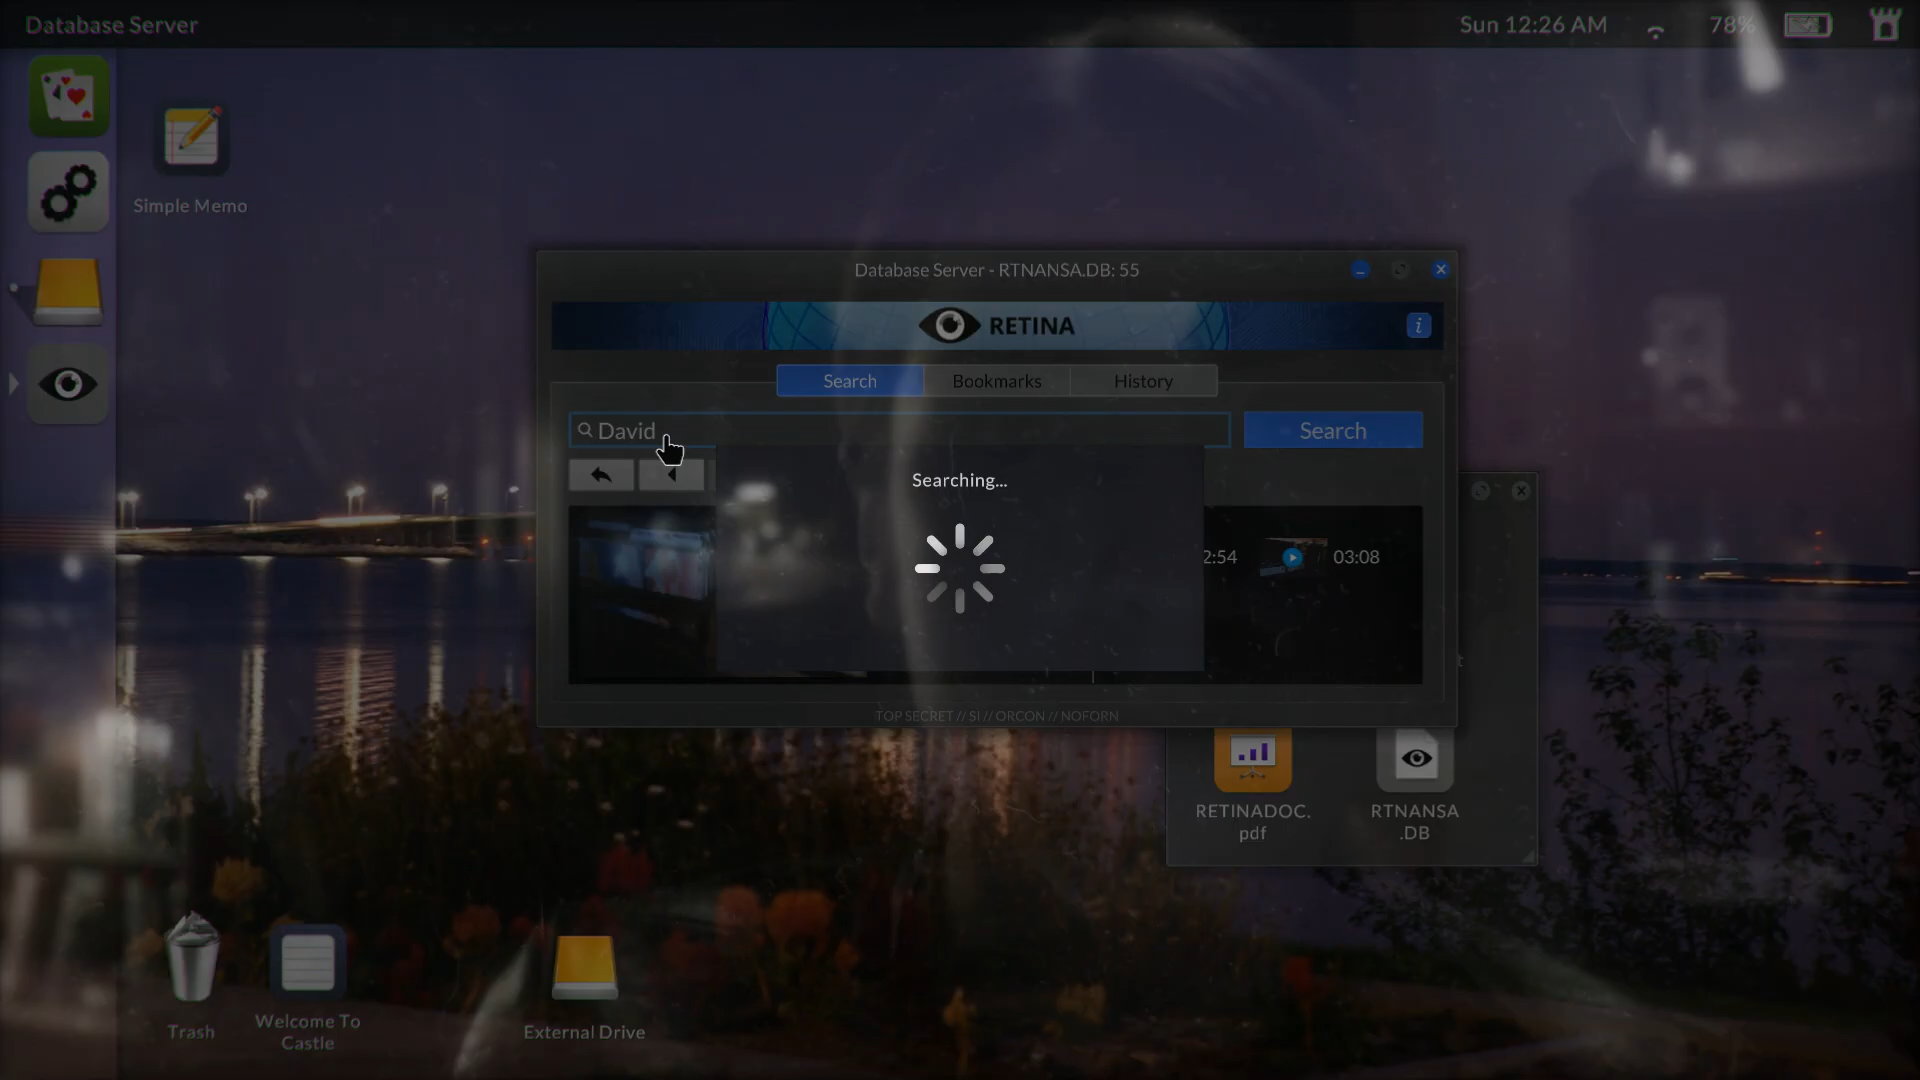 Database Server
Sun 12:26 AM
78%
Simple Memo
Database Server - RTNANSA.DB: 55
RETINA
i
Search
Bookmarks
History
David
Search
Searching...
2:54
03:08
TOP SECRET // SI // ORCON // NOFORN
RETINADOC.
pdf
RTNANSA
.DB
Trash
Welcome To
Castle
External Drive